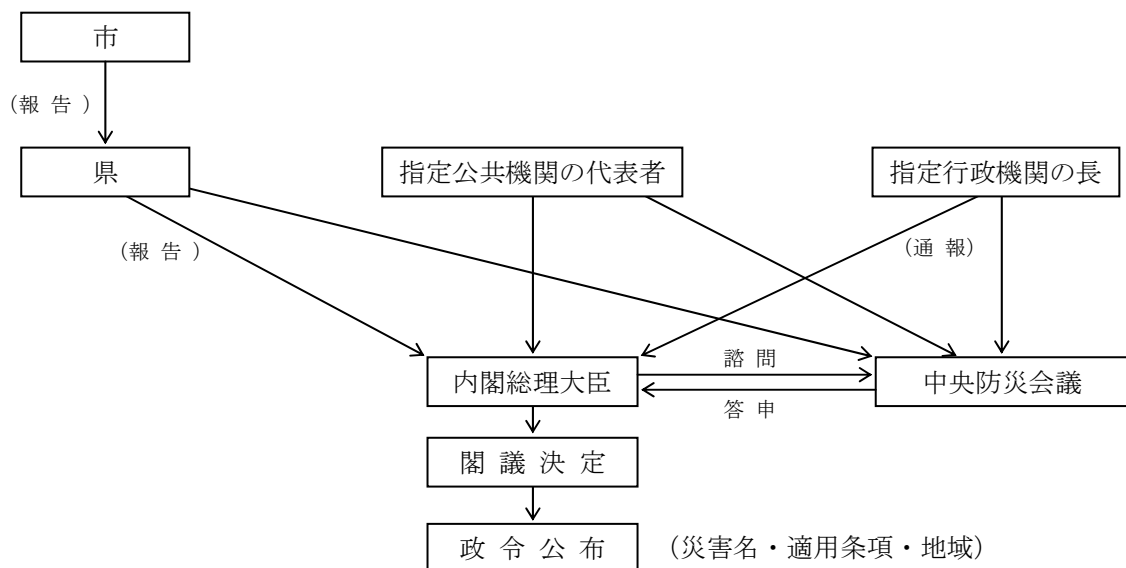 市
(報 告 )
県
指定公共機関の代表者
指定行政機関の長
(報 告 )
(通 報)
諮 問
内閣総理大臣
中央防災会議
答 申
閣 議 決 定
政 令 公 布
(災害名・適用条項・地域)